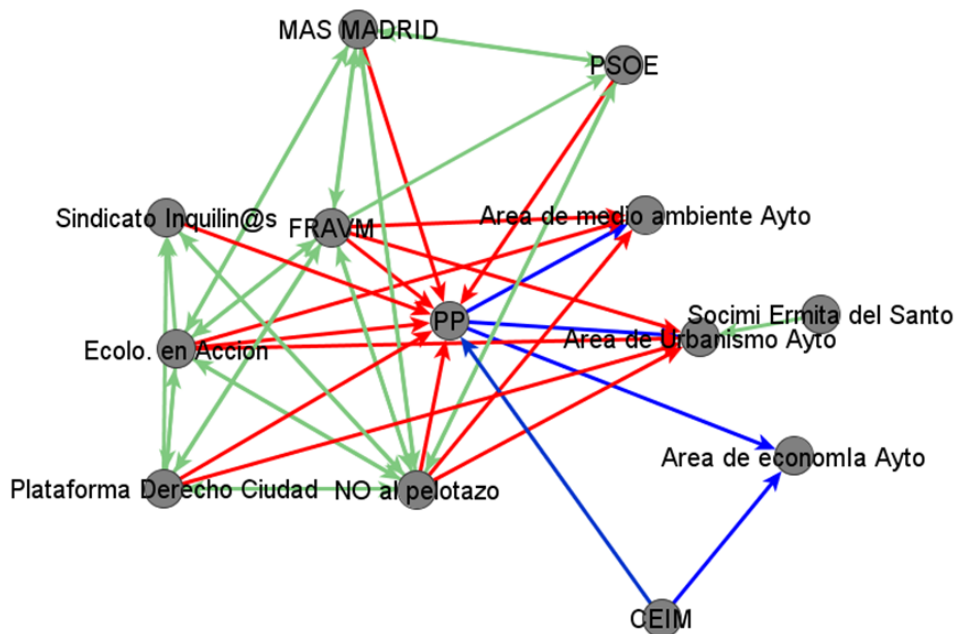 MAS MADRID
PSOE
Sindicato Inquilin@s
FRAVM
Area de medio ambiente Ayto
PP
Socimi Ermita del Santo
Area de Urbanismo Ayto
Ecolo. en Accion
Area de economIa Ayto
Plataforma Derecho Ciudad
NO al pelotazo
CEIM